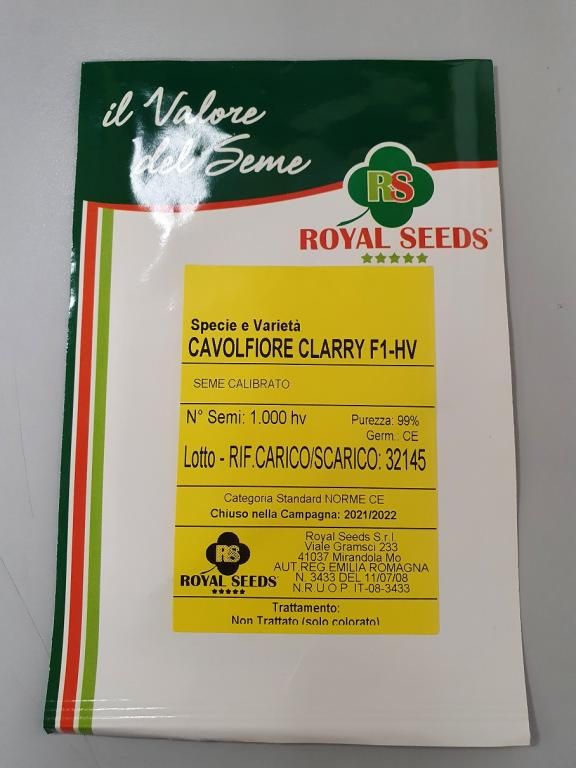 il Valore
del Seme
RS
ROYAL SEEDS
Specie e Varietà
CAVOLFIORE CLARRY F1-HV
SEME CALIBRATO
N° Semi: 1.000 hv
Purezza: 99%
Germ.: CE
Lotto - RIF.CARICO/SCARICO: 32145
Categoria Standard NORME CE
Chiuso nella Campagna: 2021/2022
RS
ROYAL SEEDS
Royal Seeds S.r.l.
Viale Gramsci 233
41037 Mirandola Mo
AUT.REG.EMILIA ROMAGNA
N. 3433 DEL 11/07/08
N.R.U.O.P IT-08-3433
Trattamento:
Non Trattato (solo colorato)